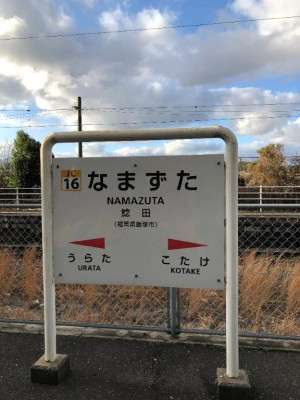 JC
16
なまずた
NAMAZUTA
鯰田
(福岡県飯塚市)
うらた
URATA
こたけ
KOTAKE